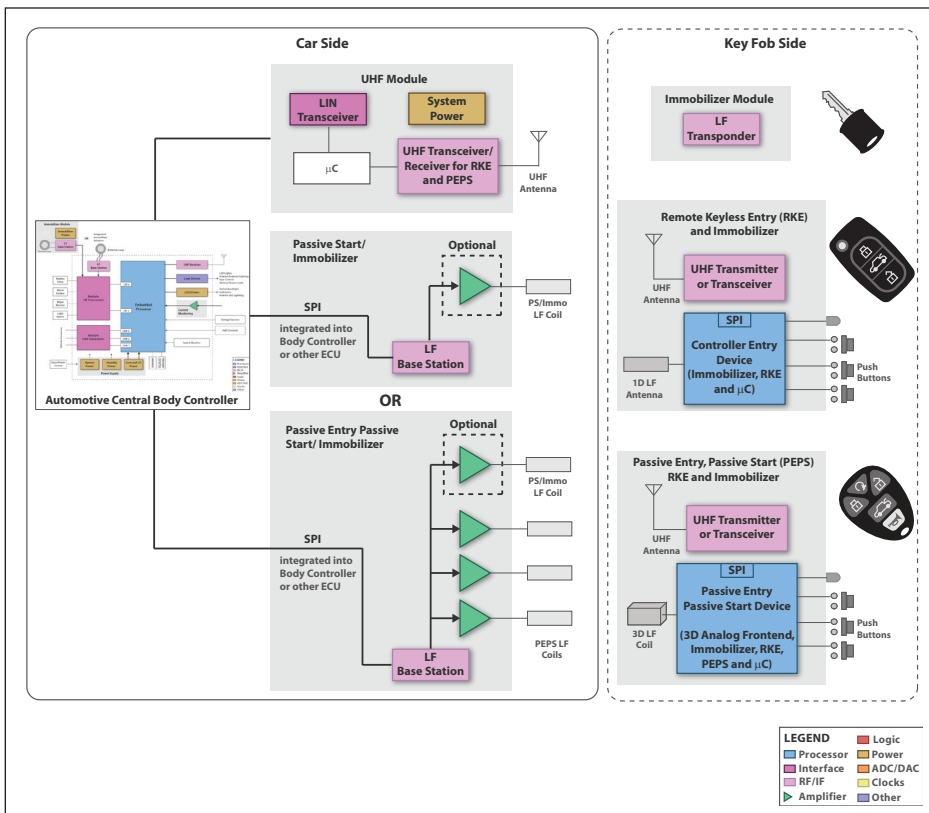 Car Side
UHF Module
LIN
Transceiver
System
Power
μC
UHF Transceiver/
Receiver for RKE
and PEPS
UHF
Antenna
Passive Start/
Immobilizer
Optional
PS/Immo
LF Coil
SPI
integrated into
Body Controller
or other ECU
LF
Base Station
Embedded
Processor
Power Supply
LEGEND
Automotive Central Body Controller
OR
Passive Entry Passive
Start/ Immobilizer
Optional
PS/Immo
LF Coil
SPI
integrated into
Body Controller
or other ECU
PEPS LF
Coils
LF
Base Station
Key Fob Side
Immobilizer Module
LF
Transponder
Remote Keyless Entry (RKE)
and Immobilizer
UHF
Antenna
UHF Transmitter
or Transceiver
SPI
Controller Entry
Device
(Immobilizer, RKE
and μC)
1D LF
Antenna
Push
Buttons
Passive Entry, Passive Start (PEPS)
RKE and Immobilizer
UHF
Antenna
UHF Transmitter
or Transceiver
SPI
Passive Entry
Passive Start Device
(3D Analog Frontend,
Immobilizer, RKE,
PEPS and μC)
3D LF
Coil
Push
Buttons
LEGEND
Processor
Interface
RF/IF
Amplifier
Logic
Power
ADC/DAC
Clocks
Other